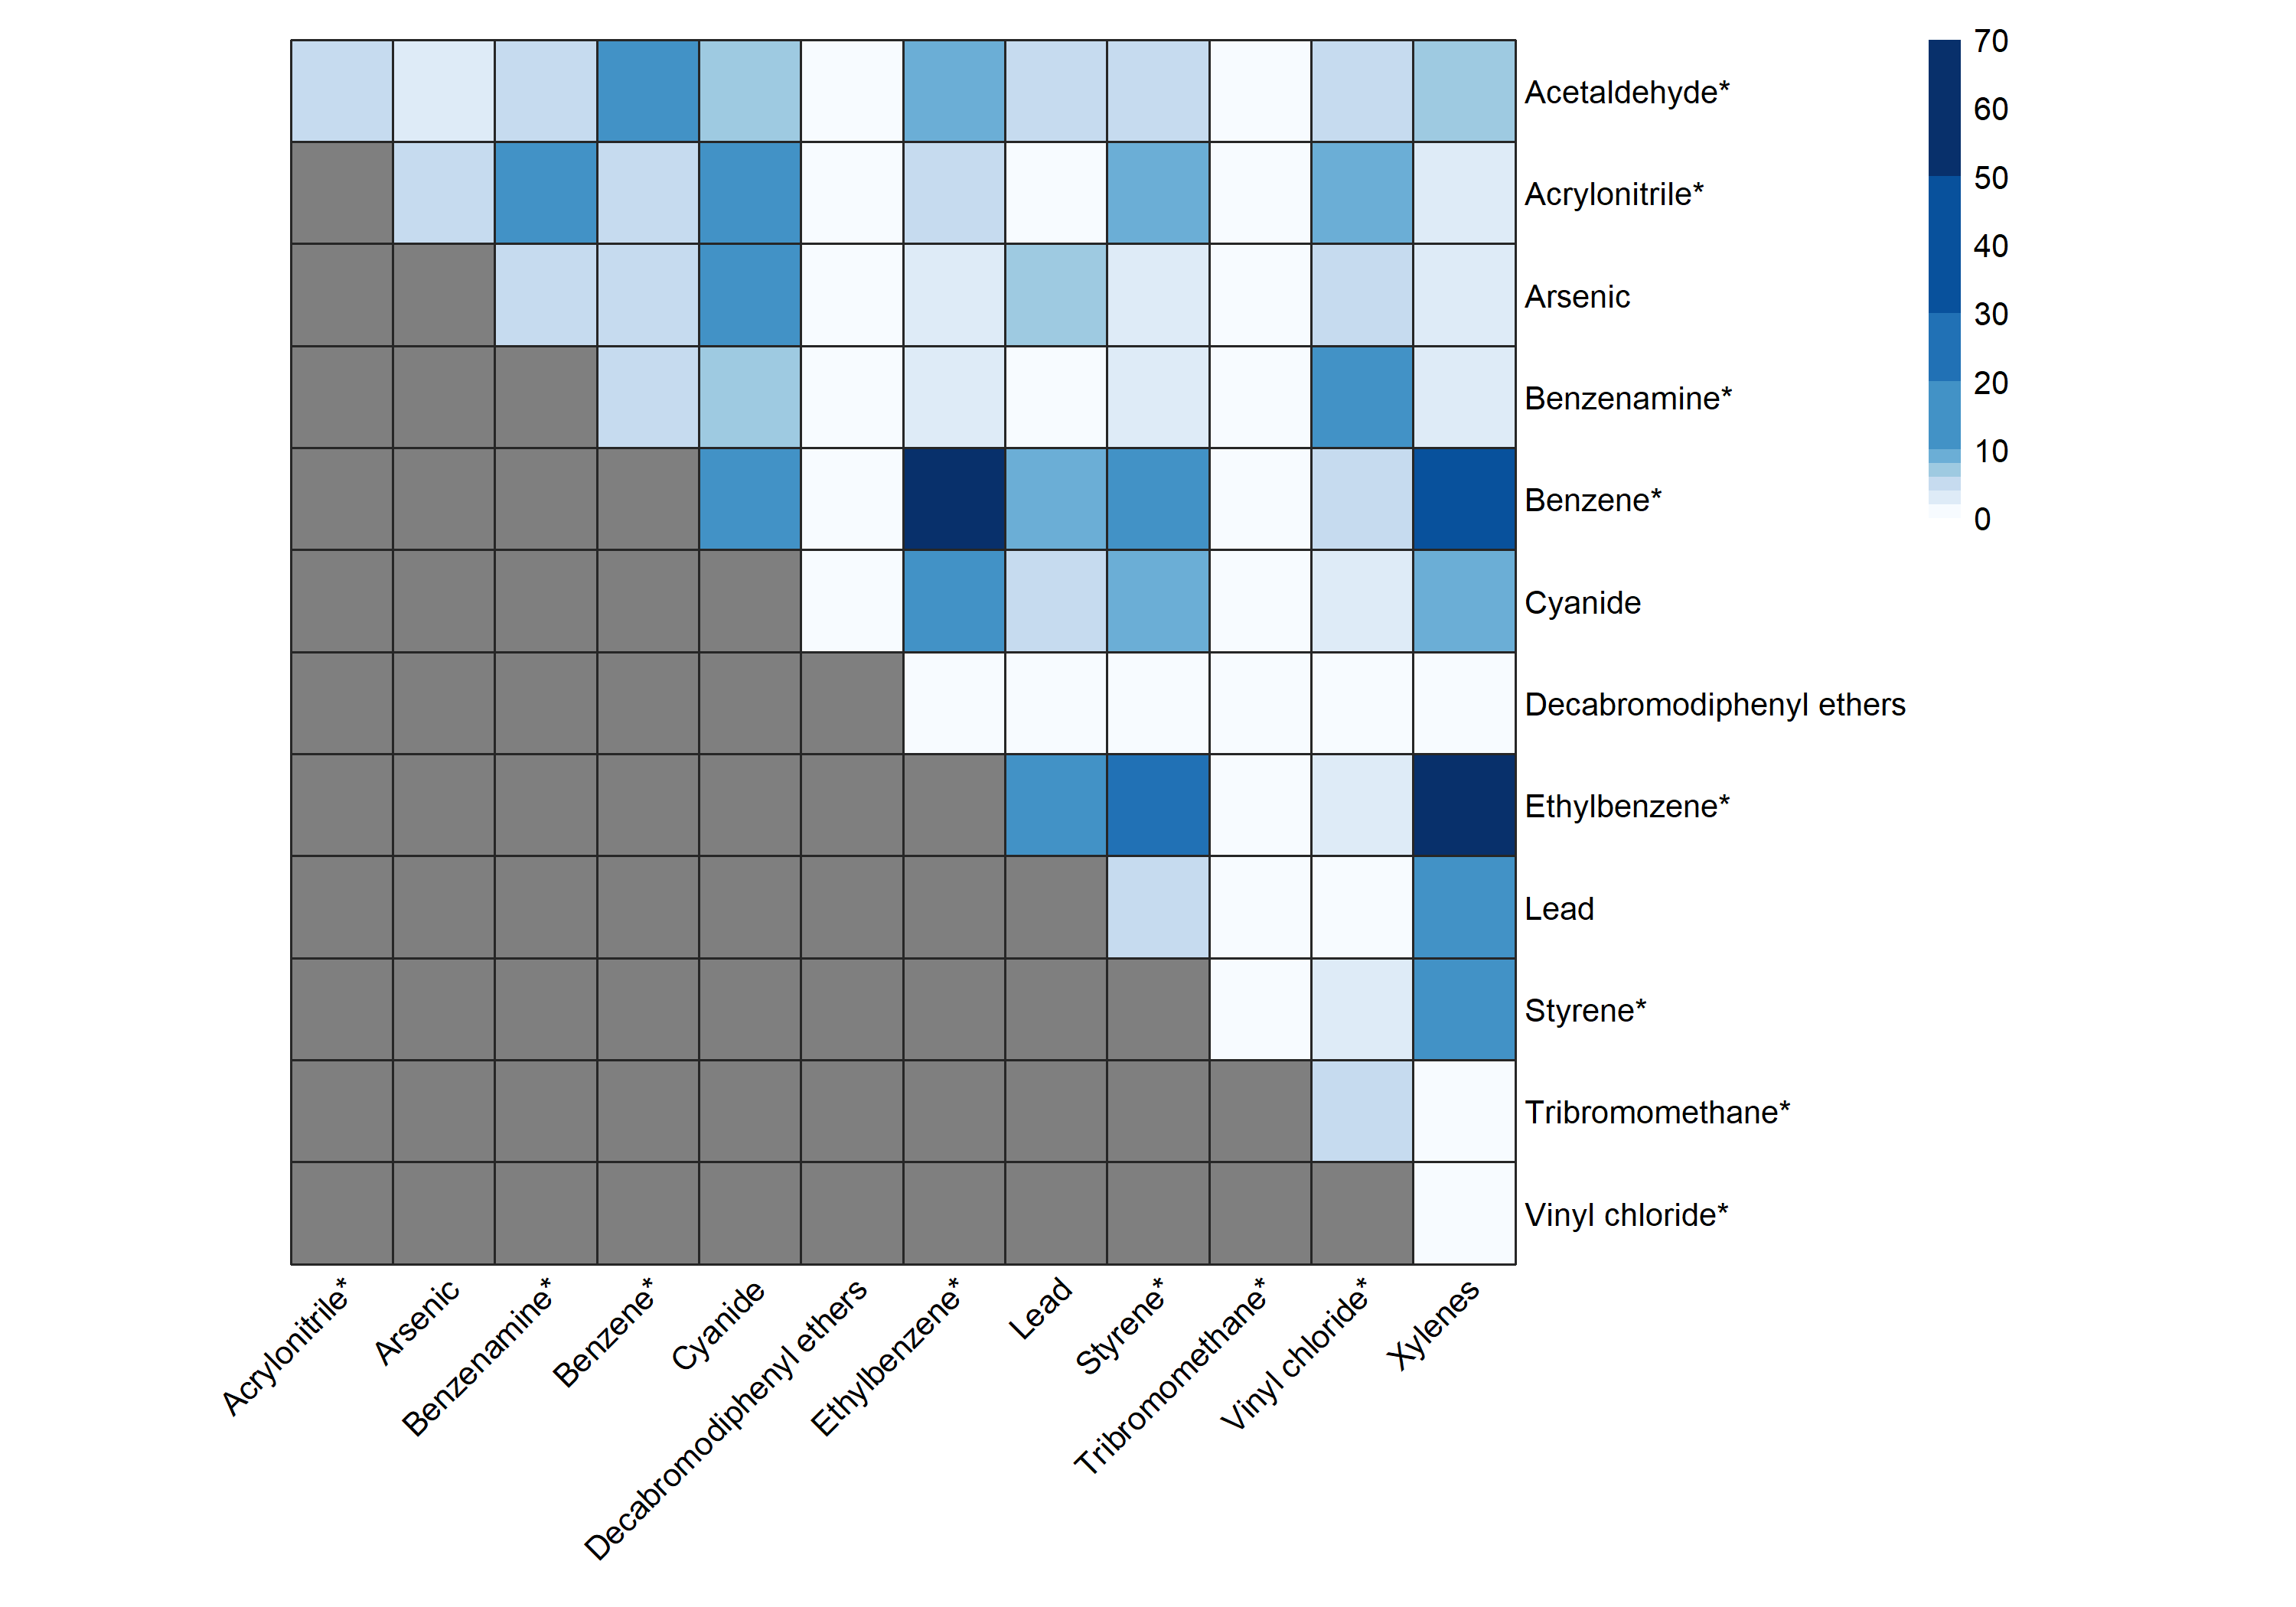 Acetaldehyde*
Acrylonitrile*
Arsenic
Benzenamine*
Benzene*
Cyanide
Decabromodiphenyl ethers
Ethylbenzene*
Lead
Styrene*
Tribromomethane*
Vinyl chloride*
70
60
50
40
30
20
10
0
Acrylonitrile*
Arsenic
Benzenamine*
Benzene*
Cyanide
Decabromodiphenyl ethers
Ethylbenzene*
Lead
Styrene*
Tribromomethane*
Vinyl chloride*
Xylenes